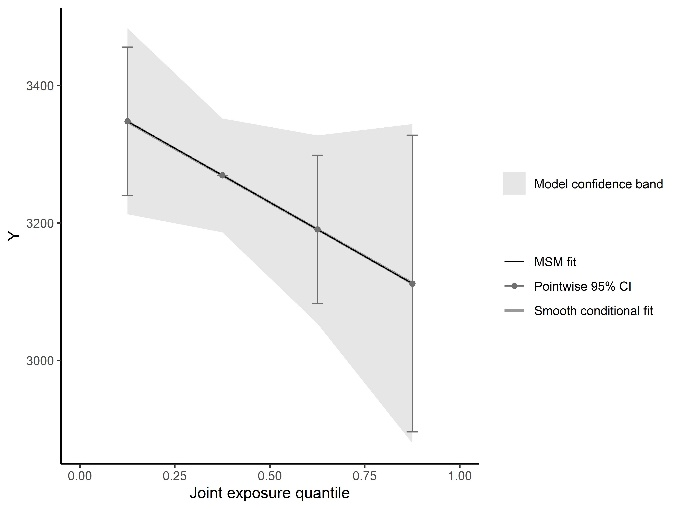 3400
3200
3000
Y
0.00 0.25 0.50 0.75 1.00
Joint exposure quantile
Model confidence band
MSM fit
Pointwise 95% CI
Smooth conditional fit